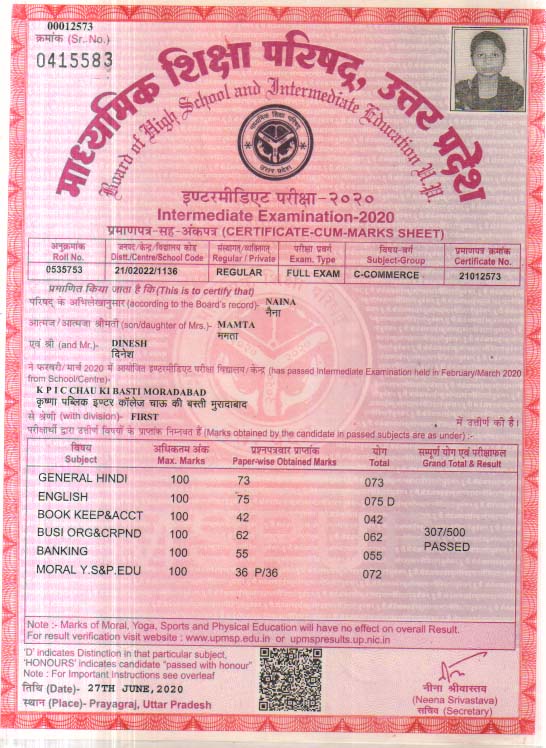 00012573
क्रमांक (Sr. No.)
0415583
माध्यमिक शिक्षा परिषद, उत्तर प्रदेश
Board of High School and Intermediate Education U.P.
इण्टरमीडिएट परीक्षा-२०२०
Intermediate Examination-2020
प्रमाणपत्र-सह-अंकपत्र (CERTIFICATE-CUM-MARKS SHEET)
अनुक्रमांक जनपद/केन्द्र/विद्यालय कोड संस्थागत/व्यक्तिगत परीक्षा प्रवर्ग विषय-वर्ग प्रमाणपत्र क्रमांक
Roll No. Distt./Centre/School Code Regular / Private Exam. Type Subject-Group Certificate No.
0535753 21/02022/1136 REGULAR FULL EXAM C-COMMERCE 21012573
प्रमाणित किया जाता है कि(This is to certify that)
परिषद के अभिलेखानुसार (according to the Board's record)- NAINA
नैना
आत्मज/आत्मजा श्रीमती (son/daughter of Mrs.)- MAMTA
ममता
एवं श्री (and Mr.)- DINESH
दिनेश
ने फरवरी/मार्च 2020 में आयोजित इण्टरमीडिएट परीक्षा विद्यालय/केन्द्र (has passed Intermediate Examination held in February/March 2020
from School/Centre)-
K P I C CHAU KI BASTI MORADABAD
कृष्णा पब्लिक इण्टर कॉलेज चाऊ की बस्ती मुरादाबाद
से श्रेणी (with division)- FIRST में उत्तीर्ण की है।
परीक्षार्थी द्वारा उत्तीर्ण विषयों के प्राप्तांक निम्नवत हैं (Marks obtained by the candidate in passed subjects are as under) :-
विषय अधिकतम अंक प्रश्नपत्रवार प्राप्तांक योग सम्पूर्ण योग एवं परीक्षाफल
Subject Max. Marks Paper-wise Obtained Marks Total Grand Total & Result
GENERAL HINDI 100 73 073
ENGLISH 100 75 075 D
BOOK KEEP&ACCT 100 42 042
BUSI ORG&CRPND 100 62 062 307/500
PASSED
BANKING 100 55 055
MORAL Y.S&P.EDU 100 36 P/36 072
Note :- Marks of Moral, Yoga, Sports and Physical Education will have no effect on overall Result.
For result verification visit website : www.upmsp.edu.in or upmspresults.up.nic.in
'D' indicates Distinction in that particular subject,
'HONOURS' indicates candidate "passed with honour"
Note : For Important Instructions see overleaf
तिथि (Date)- 27TH JUNE,2020
स्थान (Place)- Prayagraj, Uttar Pradesh
नीना श्रीवास्तव
(Neena Srivastava)
सचिव (Secretary)